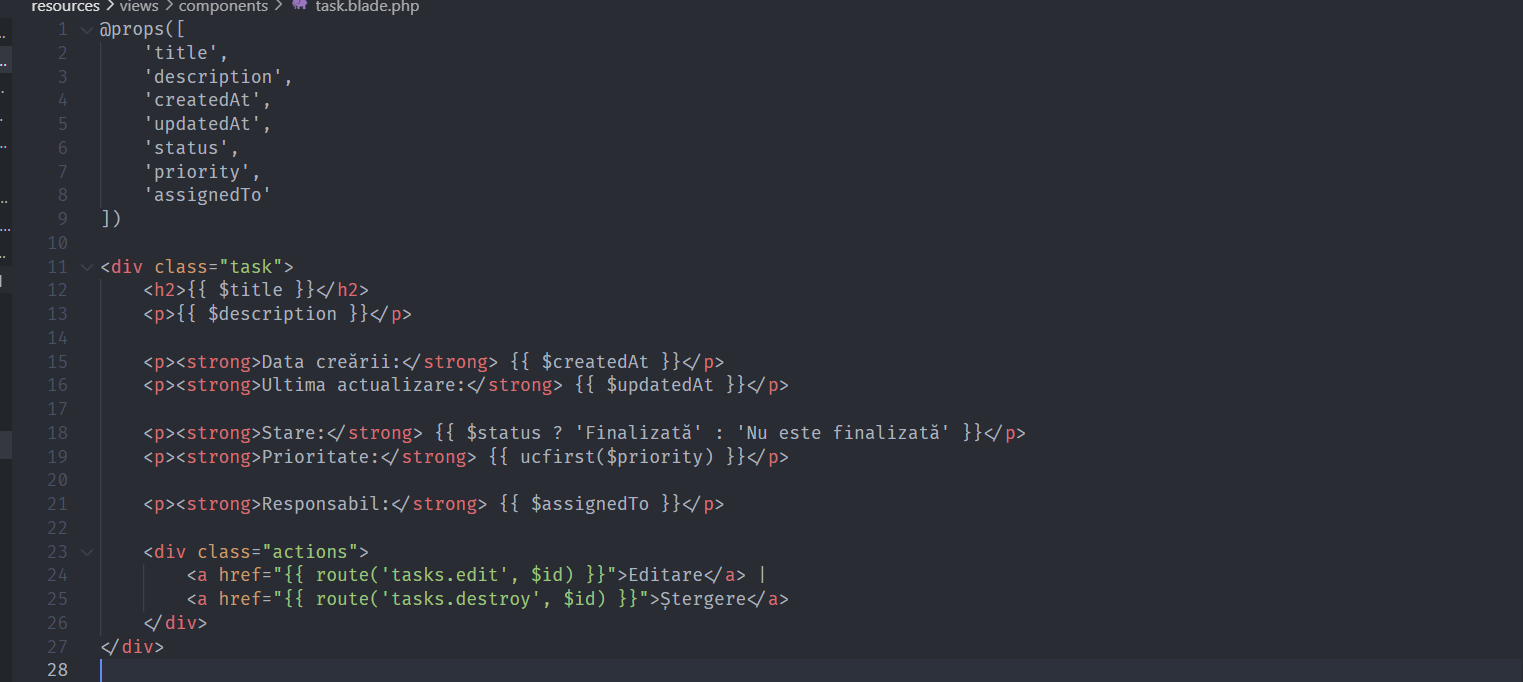 resources > views > components > task.blade.php
1 @props([
2 'title',
3 'description',
4 'createdAt',
5 'updatedAt',
6 'status',
7 'priority',
8 'assignedTo'
9 ])
10
11 <div class="task">
12 <h2>{{ $title }}</h2>
13 <p>{{ $description }}</p>
14
15 <p><strong>Data creării:</strong> {{ $createdAt }}</p>
16 <p><strong>Ultima actualizare:</strong> {{ $updatedAt }}</p>
17
18 <p><strong>Stare:</strong> {{ $status ? 'Finalizată' : 'Nu este finalizată' }}</p>
19 <p><strong>Prioritate:</strong> {{ ucfirst($priority) }}</p>
20
21 <p><strong>Responsabil:</strong> {{ $assignedTo }}</p>
22
23 <div class="actions">
24 <a href="{{ route('tasks.edit', $id) }}">Editare</a> |
25 <a href="{{ route('tasks.destroy', $id) }}">Ștergere</a>
26 </div>
27 </div>
28